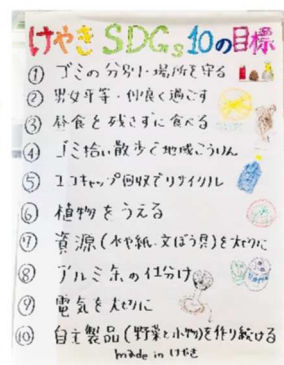 けやきSDGs10の目標
① ゴミの分別・場所を守る
② 男女平等・仲良く過ごす
③ 昼食を残さずに食べる
④ ゴミ拾い散歩で地域こうけん
⑤ エコキャップ回収でリサイクル
⑥ 植物をうえる
⑦ 資源(水や紙・文ぼう具)を大切に
⑧ アルミ缶の仕分け
⑨ 電気を大切に
⑩ 自主製品(野菜と小物)を作り続ける
made in けやき